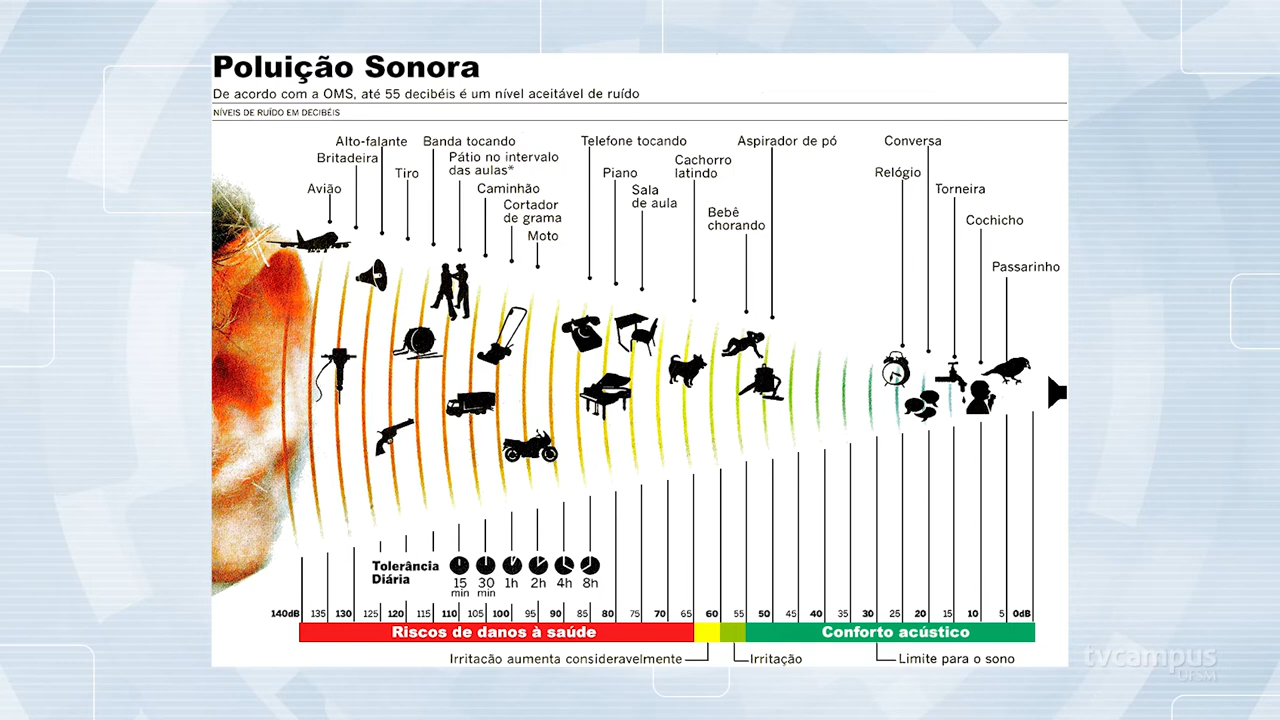 Poluição Sonora
De acordo com a OMS, até 55 decibéis é um nível aceitável de ruído
NÍVEIS DE RUÍDO EM DECIBÉIS
Alto-falante
Banda tocando
Telefone tocando
Aspirador de pó
Conversa
Britadeira
Pátio no intervalo
das aulas*
Cachorro
latindo
Avião
Tiro
Caminhão
Piano
Relógio
Cortador
de grama
Sala
de aula
Torneira
Moto
Bebê
chorando
Cochicho
Passarinho
Tolerância
Diária
15
min
30
min
1h
2h
4h
8h
140dB 135 130 125 120 115 110 105 100 95 90 85 80 75 70 65 60 55 50 45 40 35 30 25 20 15 10 5 0dB
Riscos de danos à saúde
Conforto acústico
Irritação aumenta consideravelmente
Irritação
Limite para o sono
tvcampus
UFSM